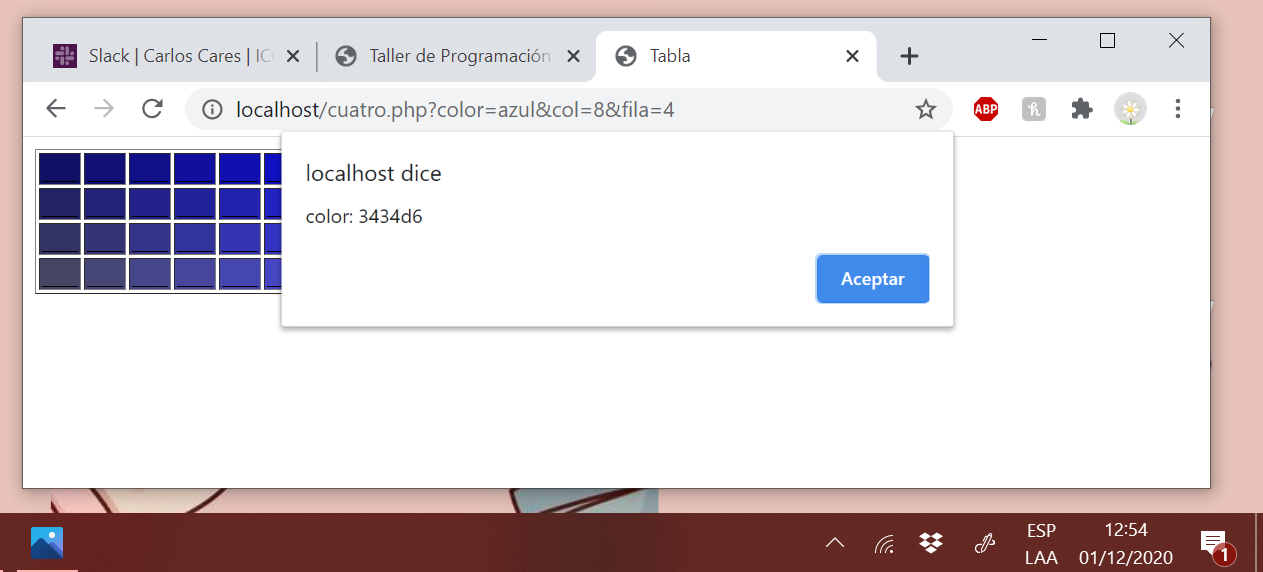 Slack | Carlos Cares | IC
Taller de Programación
Tabla
localhost/cuatro.php?color=azul&col=8&fila=4
ABP
h
localhost dice
color: 3434d6
Aceptar
ESP
12:54
LAA
01/12/2020
1